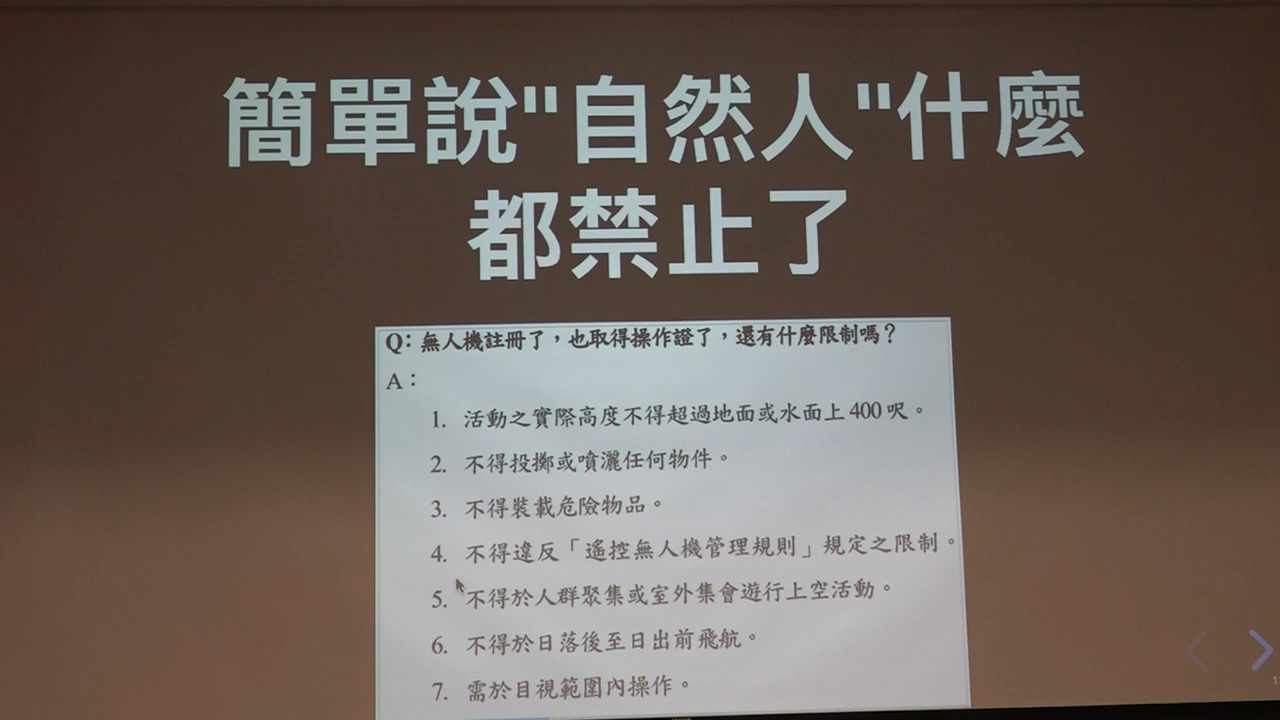 簡單說"自然人"什麼
都禁止了
Q：無人機註冊了，也取得操作證了，還有什麼限制嗎？
A：
1. 活動之實際高度不得超過地面或水面上400呎。
2. 不得投擲或噴灑任何物件。
3. 不得裝載危險物品。
4. 不得違反「遙控無人機管理規則」規定之限制。
5. 不得於人群聚集或室外集會遊行上空活動。
6. 不得於日落後至日出前飛航。
7. 需於目視範圍內操作。